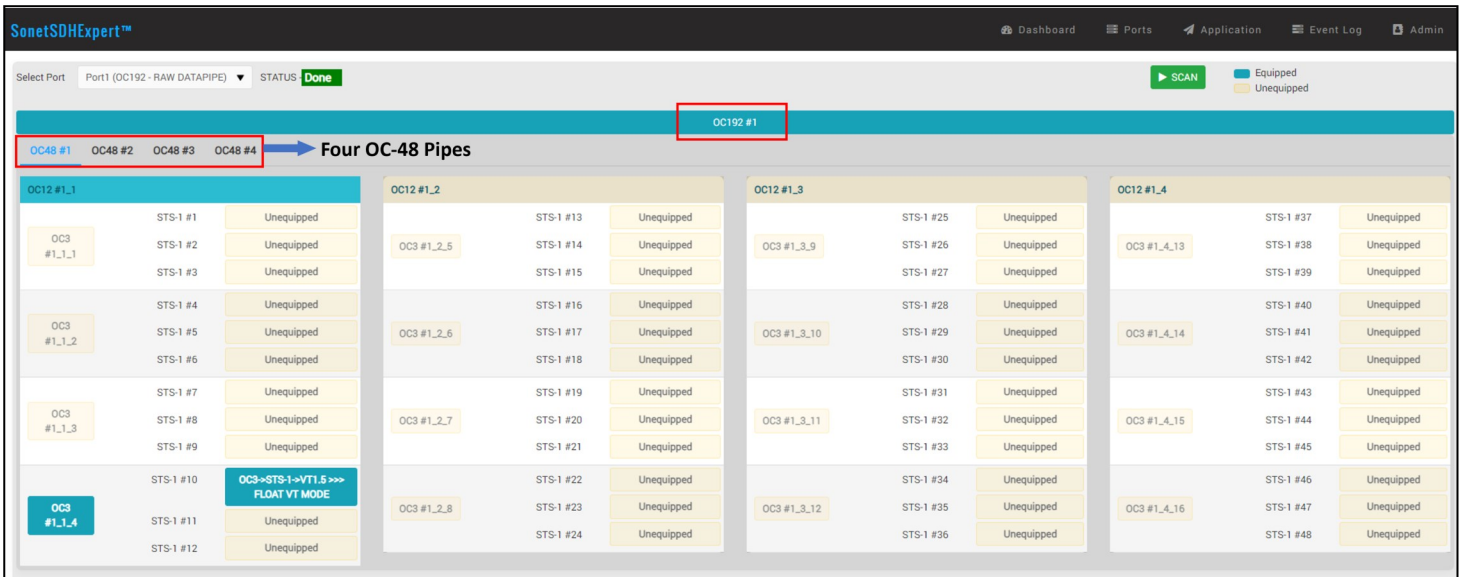 SonetSDHExpert™
Dashboard Ports Application Event Log Admin
Select Port Port1 (OC192 - RAW DATAPIPE) STATUS - Done SCAN Equipped
Unequipped
OC192 #1
OC48 #1 OC48 #2 OC48 #3 OC48 #4 Four OC-48 Pipes
OC12 #1_1
STS-1 #1 Unequipped
OC3 #1_1_1 STS-1 #2 Unequipped
STS-1 #3 Unequipped
STS-1 #4 Unequipped
OC3 #1_1_2 STS-1 #5 Unequipped
STS-1 #6 Unequipped
STS-1 #7 Unequipped
OC3 #1_1_3 STS-1 #8 Unequipped
STS-1 #9 Unequipped
STS-1 #10 OC3->STS-1->VT1.5 >>>
FLOAT VT MODE
OC3 #1_1_4 STS-1 #11 Unequipped
STS-1 #12 Unequipped
OC12 #1_2
STS-1 #13 Unequipped
OC3 #1_2_5 STS-1 #14 Unequipped
STS-1 #15 Unequipped
STS-1 #16 Unequipped
OC3 #1_2_6 STS-1 #17 Unequipped
STS-1 #18 Unequipped
STS-1 #19 Unequipped
OC3 #1_2_7 STS-1 #20 Unequipped
STS-1 #21 Unequipped
STS-1 #22 Unequipped
OC3 #1_2_8 STS-1 #23 Unequipped
STS-1 #24 Unequipped
OC12 #1_3
STS-1 #25 Unequipped
OC3 #1_3_9 STS-1 #26 Unequipped
STS-1 #27 Unequipped
STS-1 #28 Unequipped
OC3 #1_3_10 STS-1 #29 Unequipped
STS-1 #30 Unequipped
STS-1 #31 Unequipped
OC3 #1_3_11 STS-1 #32 Unequipped
STS-1 #33 Unequipped
STS-1 #34 Unequipped
OC3 #1_3_12 STS-1 #35 Unequipped
STS-1 #36 Unequipped
OC12 #1_4
STS-1 #37 Unequipped
OC3 #1_4_13 STS-1 #38 Unequipped
STS-1 #39 Unequipped
STS-1 #40 Unequipped
OC3 #1_4_14 STS-1 #41 Unequipped
STS-1 #42 Unequipped
STS-1 #43 Unequipped
OC3 #1_4_15 STS-1 #44 Unequipped
STS-1 #45 Unequipped
STS-1 #46 Unequipped
OC3 #1_4_16 STS-1 #47 Unequipped
STS-1 #48 Unequipped